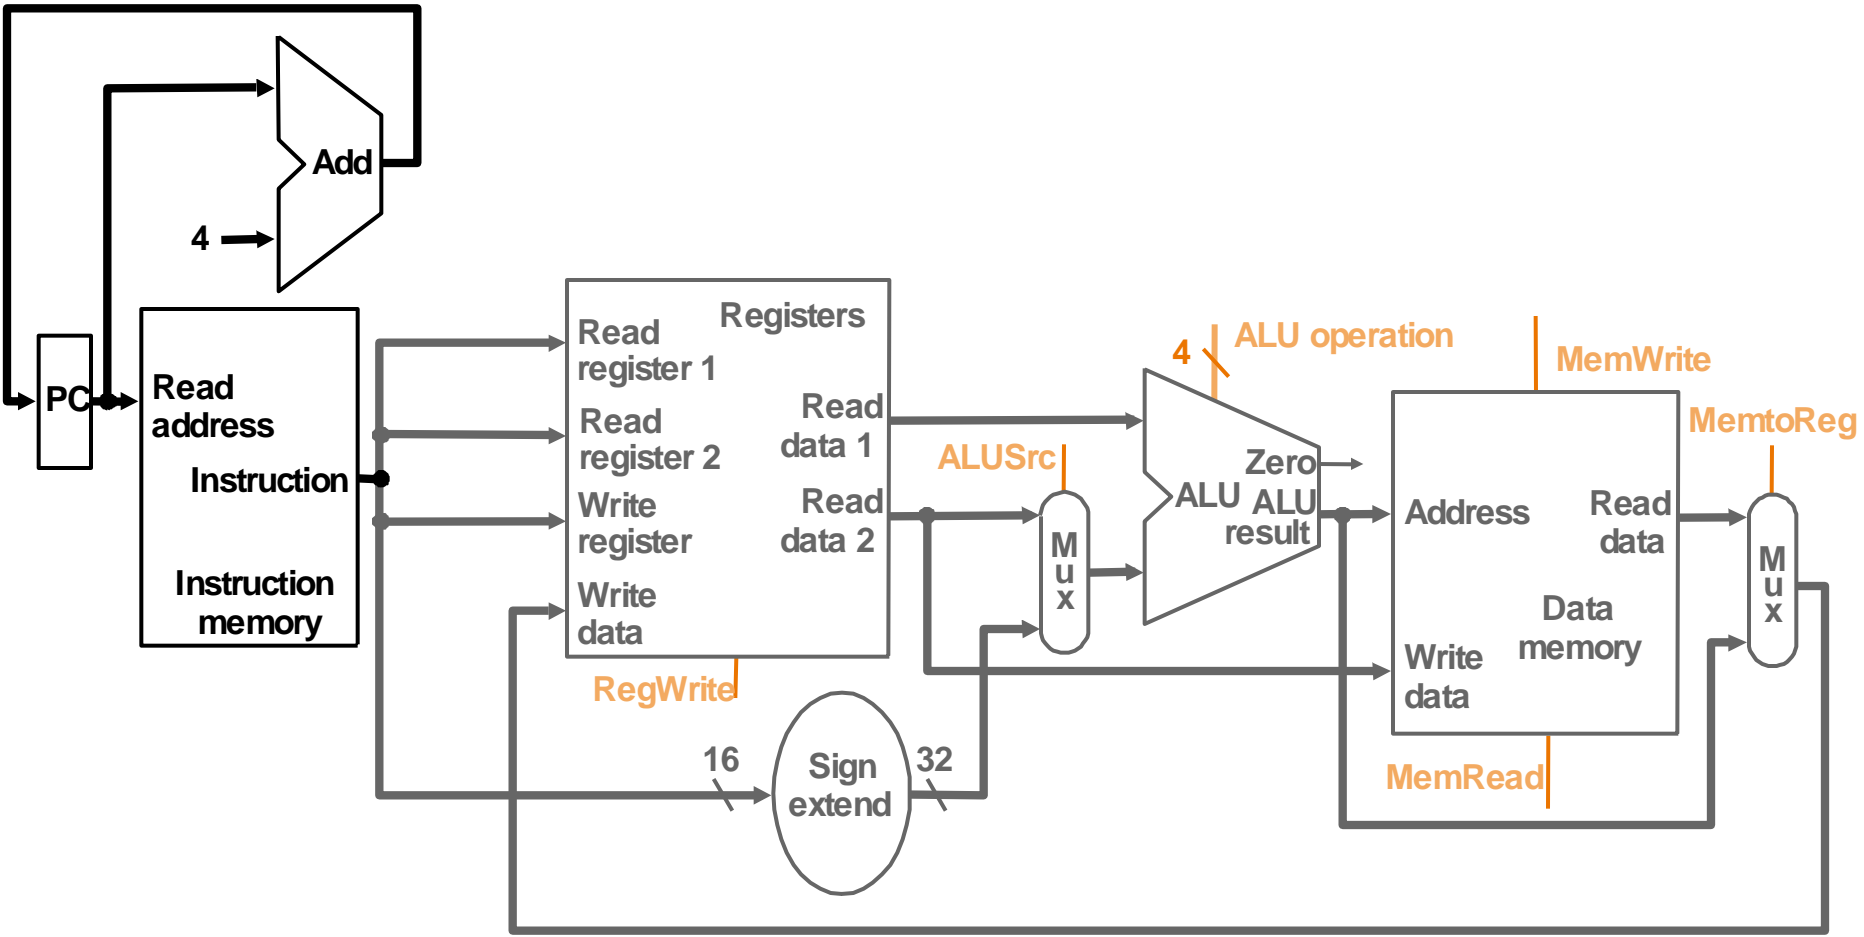 Add
4
PC
Read
address
Instruction
Instruction
memory
Registers
Read
register 1
Read
register 2
Write
register
Write
data
Read
data 1
Read
data 2
RegWrite
16
Sign
extend
32
ALUSrc
M
u
x
4
ALU operation
Zero
ALU
ALU
result
MemWrite
Address
Read
data
Data
memory
Write
data
MemRead
MemtoReg
M
u
x